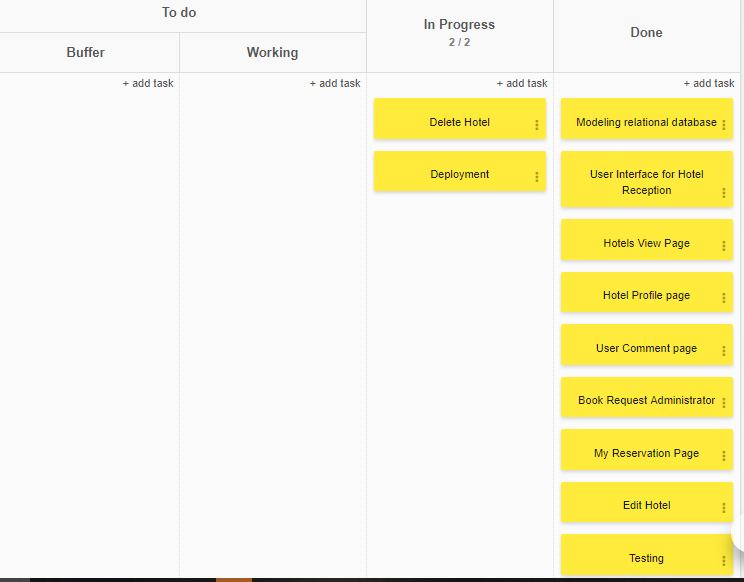 To do
Buffer
Working
In Progress
2 / 2
Done
+ add task
+ add task
+ add task
+ add task
Delete Hotel
Deployment
Modeling relational database
User Interface for Hotel
Reception
Hotels View Page
Hotel Profile page
User Comment page
Book Request Administrator
My Reservation Page
Edit Hotel
Testing